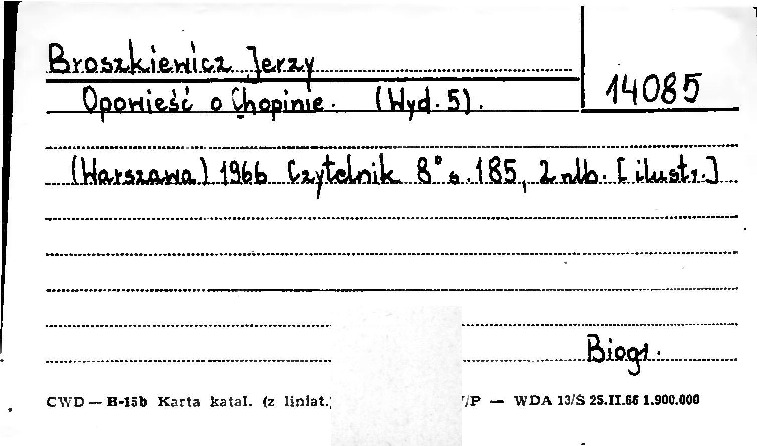 Broszkiewicz Jerzy
14085
Opowieść o Chopinie. (Wyd. 5).
(Warszawa) 1966 Czytelnik 8° s. 185, 2 nlb. [ilustr.]
Biogr.
CWD — H-15b Karta katal. (z liniat.) /P — WDA 13/S 25.II.66 1.900.000